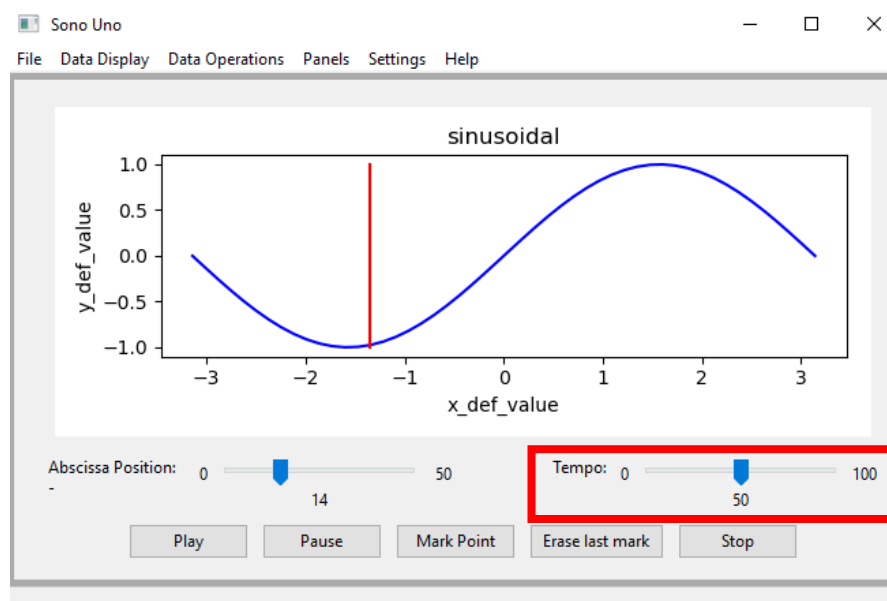 Sono Uno
File Data Display Data Operations Panels Settings Help
sinusoidal
1.0
0.5
0.0
−0.5
−1.0
y_def_value
−3 −2 −1 0 1 2 3
x_def_value
Abscissa Position: 0 50
-
14
Tempo: 0 100
50
Play Pause Mark Point Erase last mark Stop